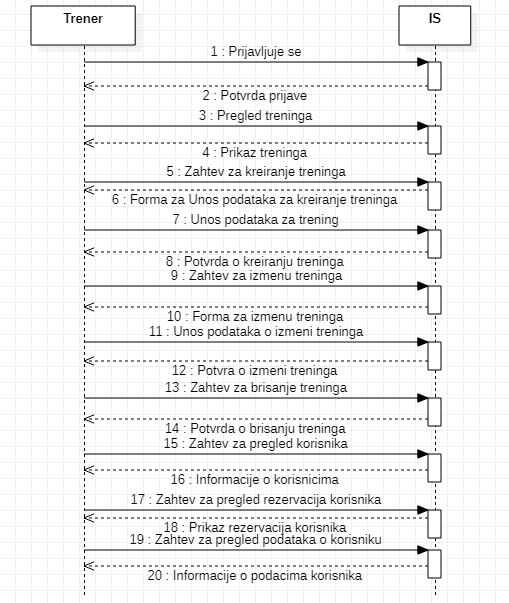 Trener
IS
1 : Prijavljuje se
2 : Potvrda prijave
3 : Pregled treninga
4 : Prikaz treninga
5 : Zahtev za kreiranje treninga
6 : Forma za Unos podataka za kreiranje treninga
7 : Unos podataka za trening
8 : Potvrda o kreiranju treninga
9 : Zahtev za izmenu treninga
10 : Forma za izmenu treninga
11 : Unos podataka o izmeni treninga
12 : Potvra o izmeni treninga
13 : Zahtev za brisanje treninga
14 : Potvrda o brisanju treninga
15 : Zahtev za pregled korisnika
16 : Informacije o korisnicima
17 : Zahtev za pregled rezervacija korisnika
18 : Prikaz rezervacija korisnika
19 : Zahtev za pregled podataka o korisniku
20 : Informacije o podacima korisnika